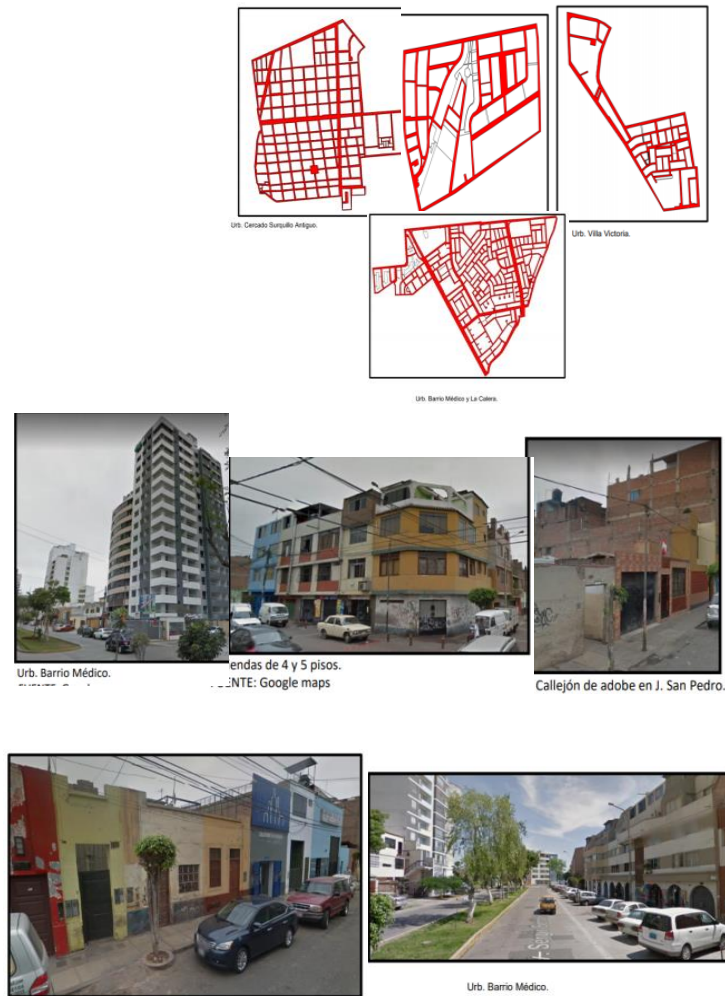 Urb. Cercado Surquillo Antiguo.
Urb. Villa Victoria.
Urb. Barrio Médico y La Calera.
Urb. Barrio Médico.
endas de 4 y 5 pisos.
ENTE: Google maps
Callejón de adobe en J. San Pedro.
Urb. Barrio Médico.